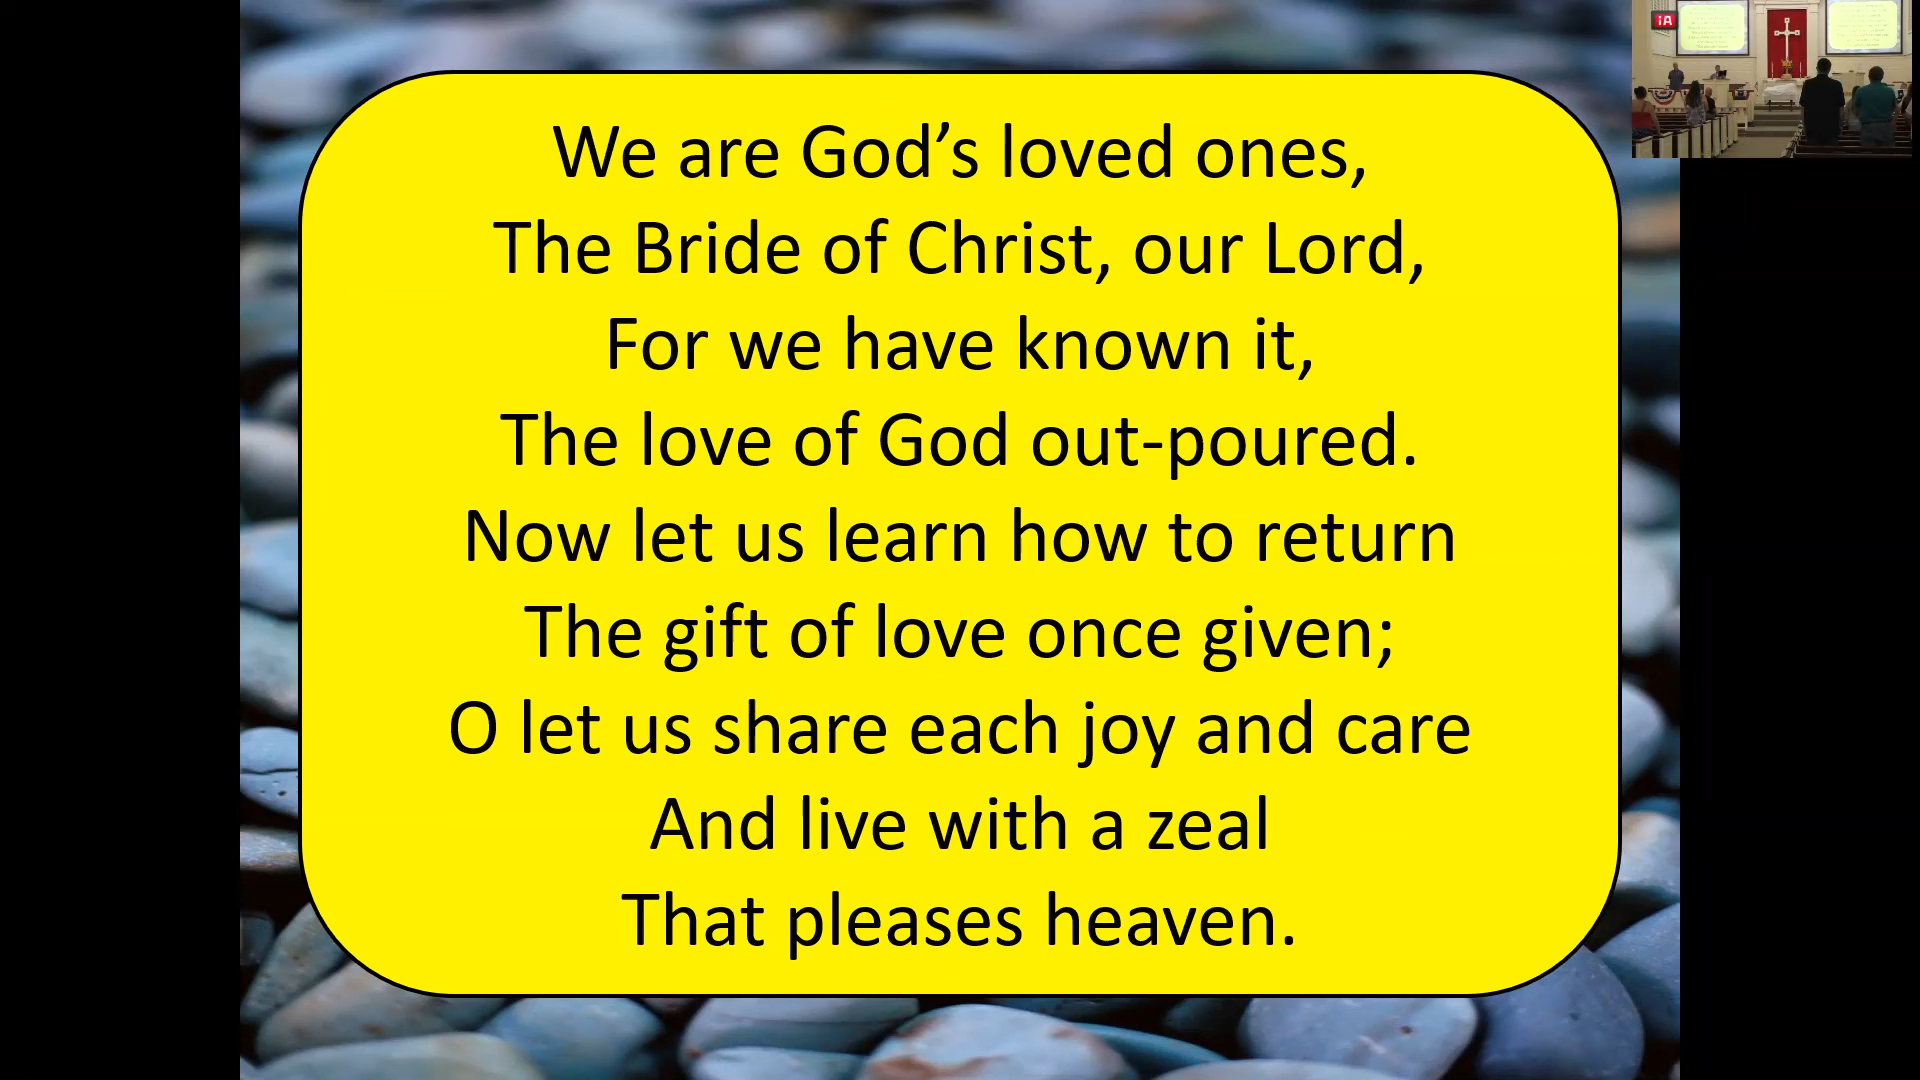 We are God’s loved ones,
The Bride of Christ, our Lord,
For we have known it,
The love of God out-poured.
Now let us learn how to return
The gift of love once given;
O let us share each joy and care
And live with a zeal
That pleases heaven.
iA